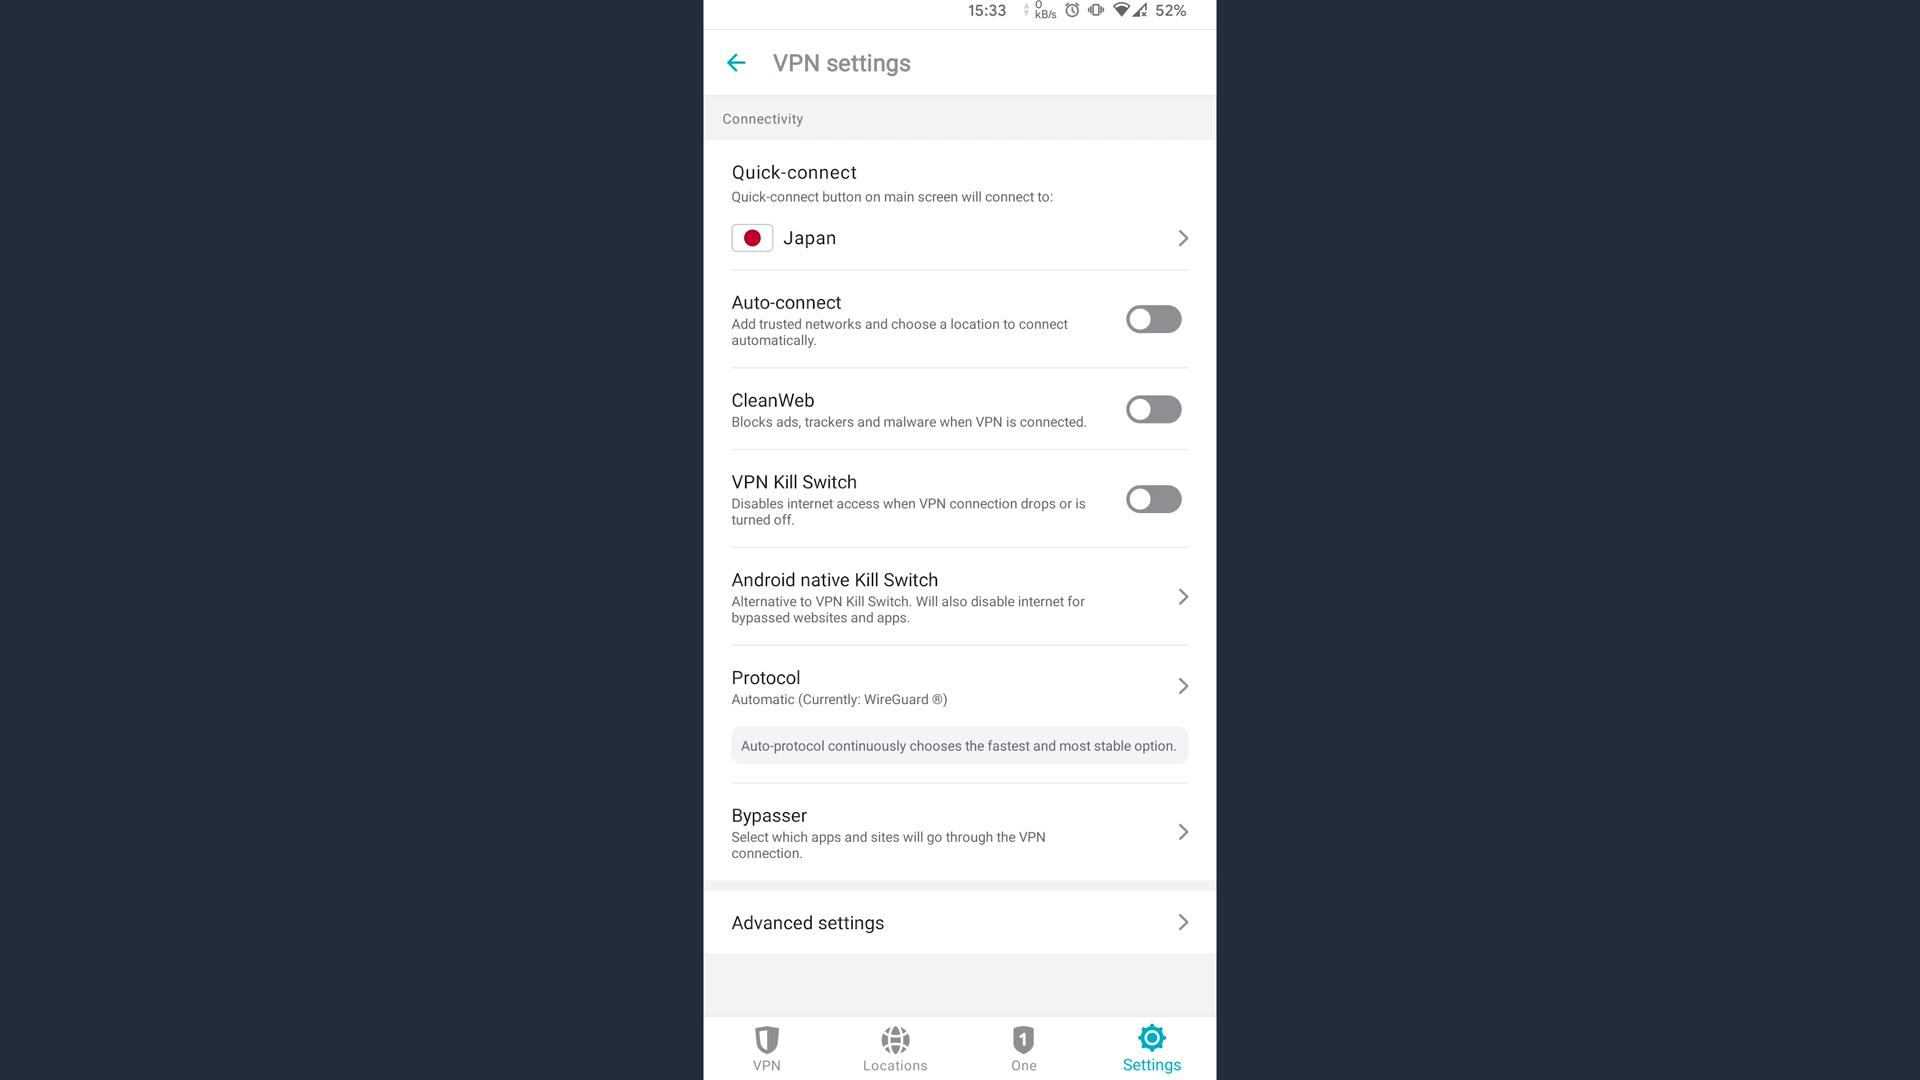 15:33 0 kB/s 52%
VPN settings
Connectivity
Quick-connect
Quick-connect button on main screen will connect to:
Japan
Auto-connect
Add trusted networks and choose a location to connect
automatically.
CleanWeb
Blocks ads, trackers and malware when VPN is connected.
VPN Kill Switch
Disables internet access when VPN connection drops or is
turned off.
Android native Kill Switch
Alternative to VPN Kill Switch. Will also disable internet for
bypassed websites and apps.
Protocol
Automatic (Currently: WireGuard ®)
Auto-protocol continuously chooses the fastest and most stable option.
Bypasser
Select which apps and sites will go through the VPN
connection.
Advanced settings
1
VPN Locations One Settings